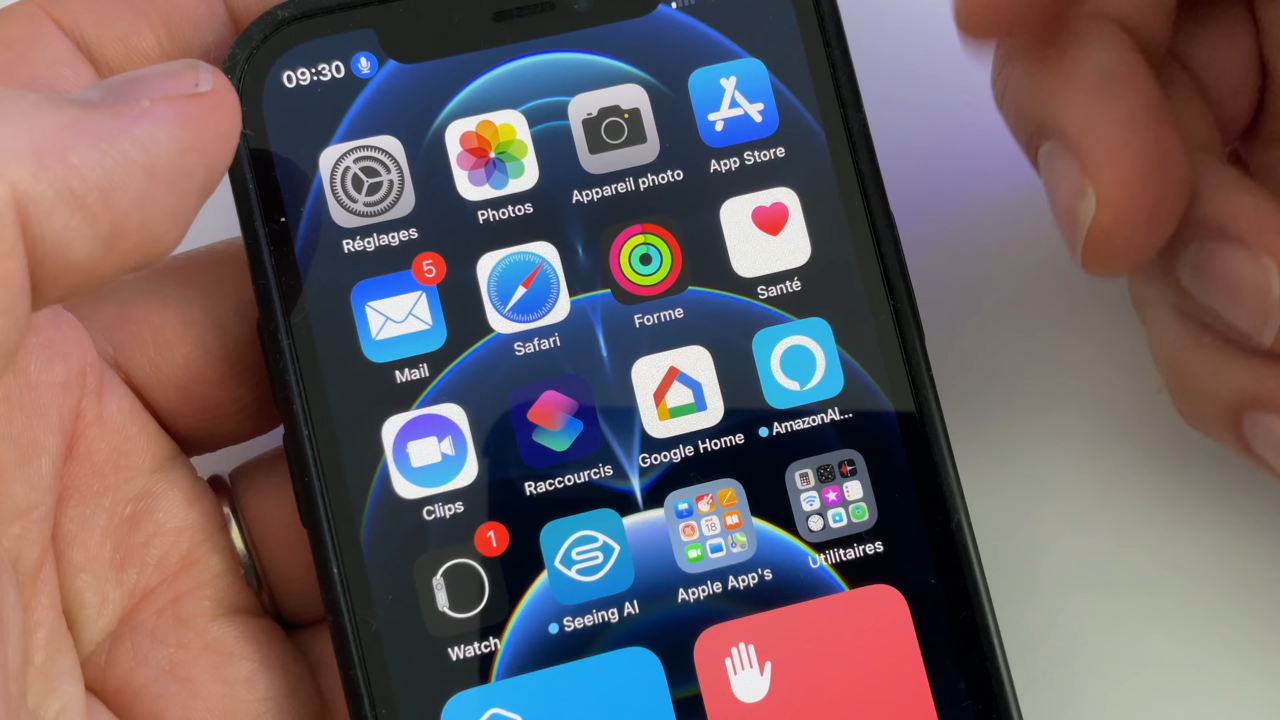 09:30
Réglages
Photos
Appareil photo
App Store
5
Mail
Safari
Forme
Santé
Clips
Raccourcis
Google Home
AmazonAl...
1
Watch
Seeing AI
18
Apple App's
Utilitaires